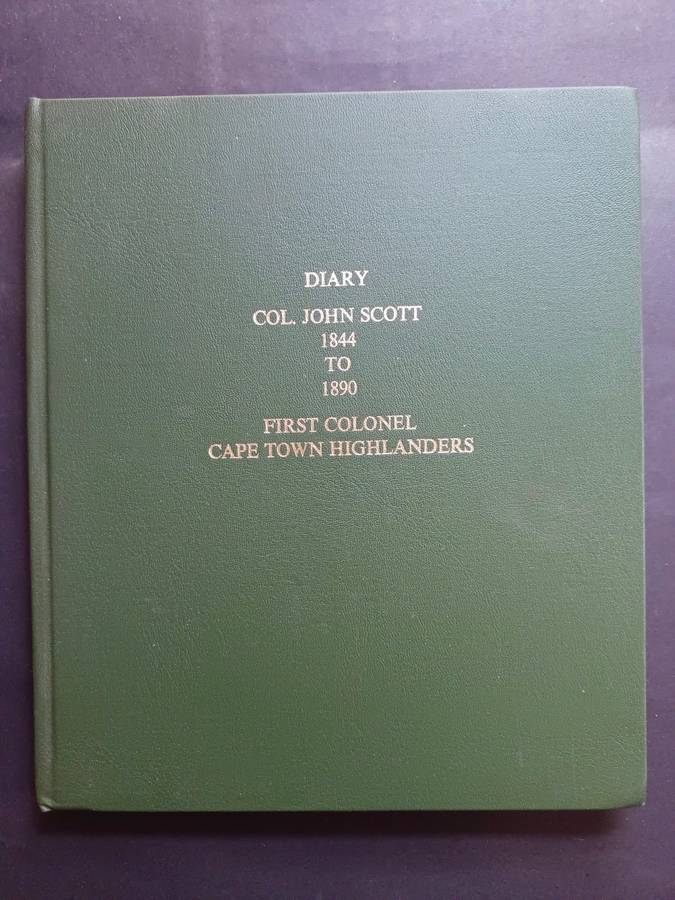 DIARY
COL. JOHN SCOTT
1844
TO
1890
FIRST COLONEL
CAPE TOWN HIGHLANDERS